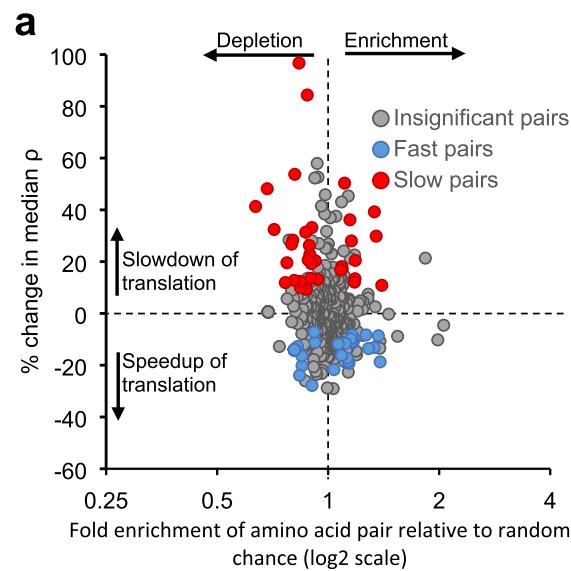 a
Depletion
Enrichment
Insignificant pairs
Fast pairs
Slow pairs
% change in median ρ
100
80
60
40
20
0
-20
-40
-60
Slowdown of
translation
Speedup of
translation
0.25
0.5
1
2
4
Fold enrichment of amino acid pair relative to random
chance (log2 scale)